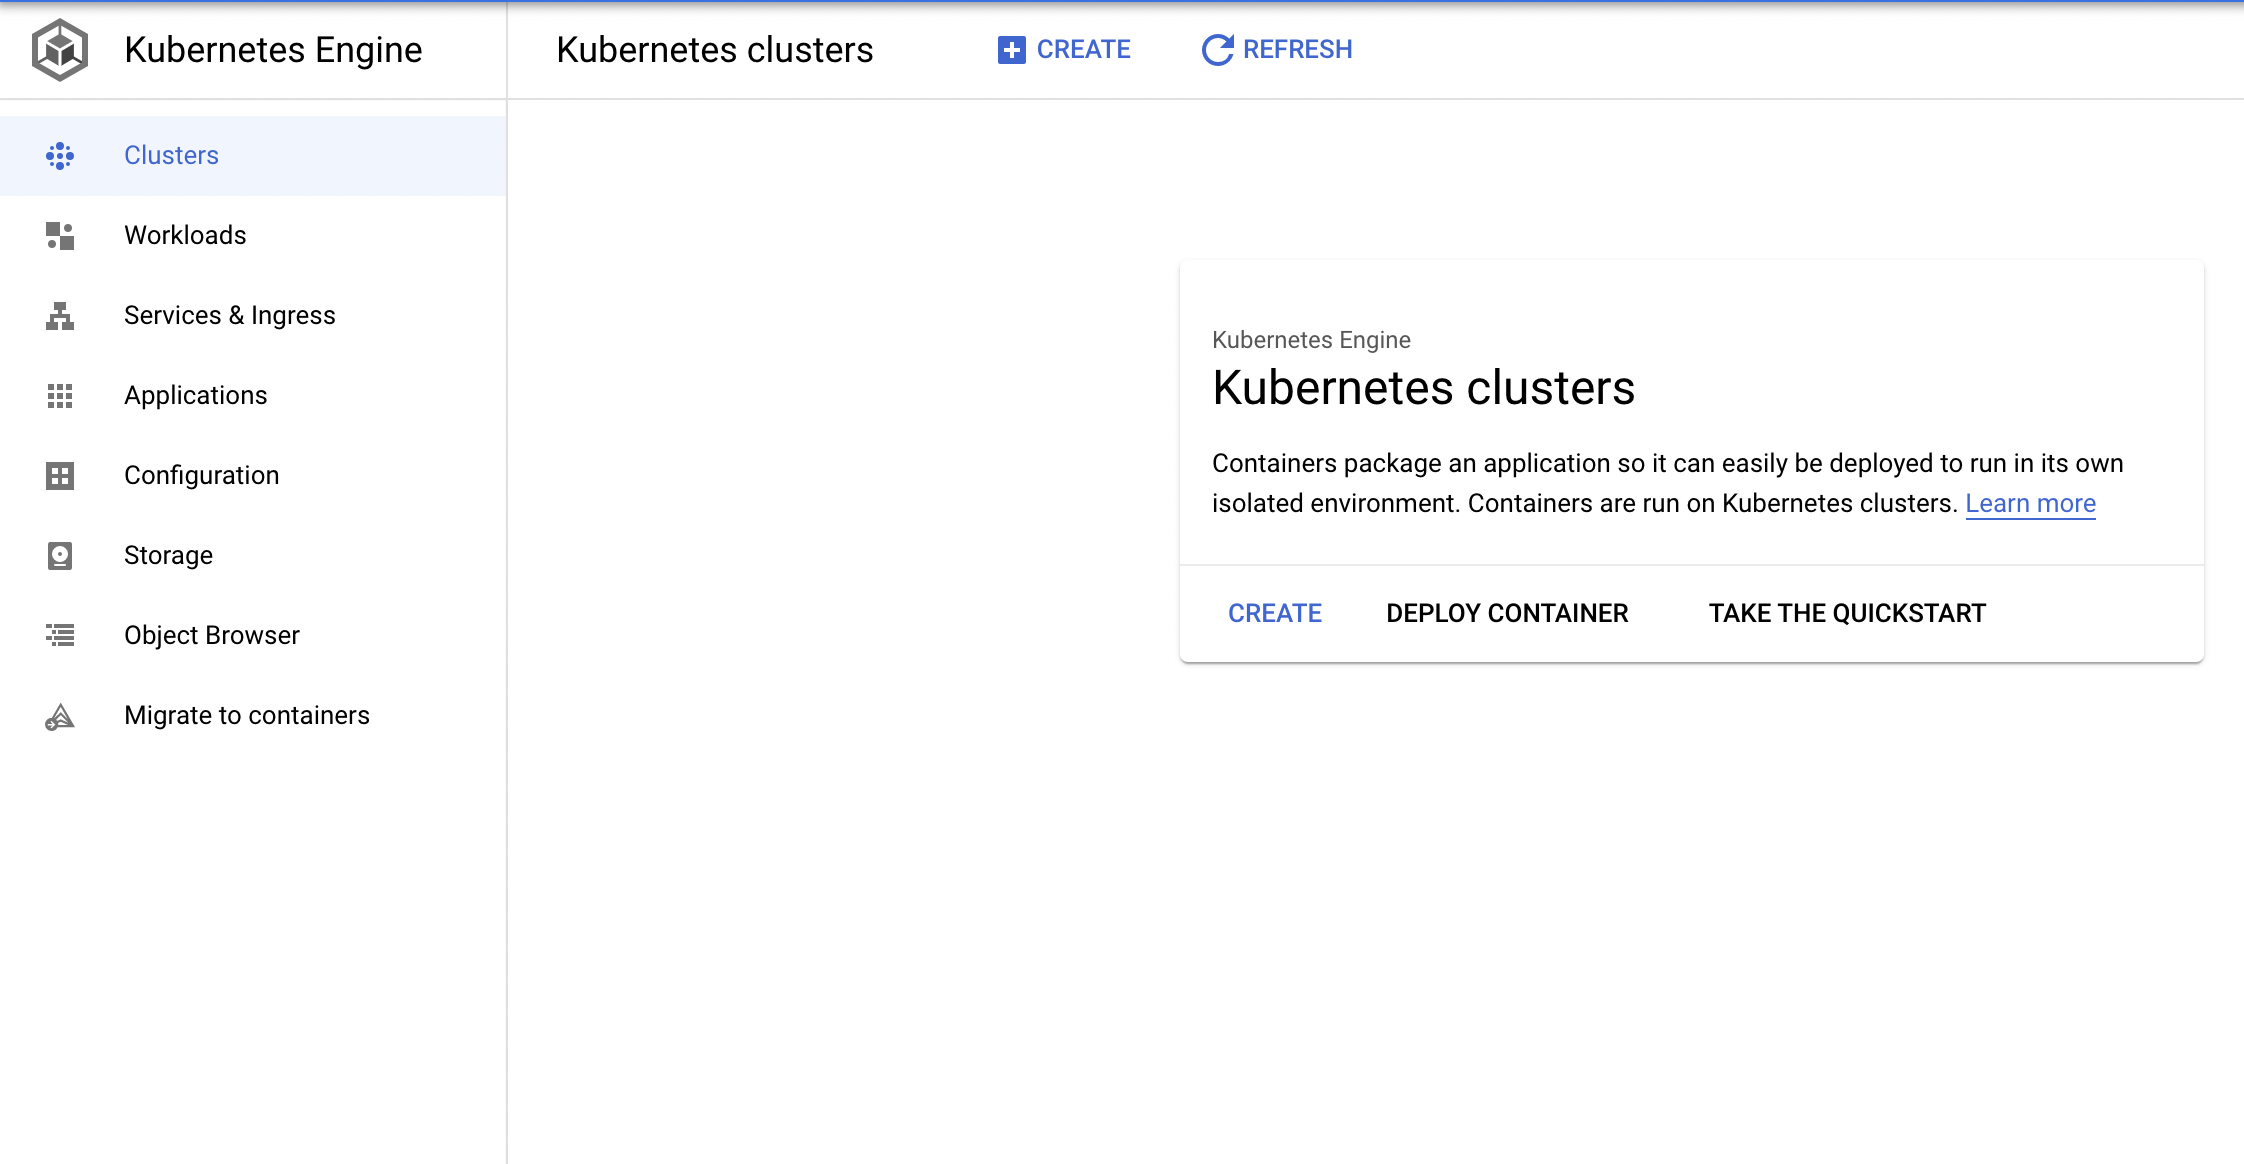 Kubernetes Engine
Kubernetes clusters
CREATE
REFRESH
Clusters
Workloads
Services & Ingress
Applications
Configuration
Storage
Object Browser
Migrate to containers
Kubernetes Engine
Kubernetes clusters
Containers package an application so it can easily be deployed to run in its own
isolated environment. Containers are run on Kubernetes clusters. Learn more
CREATE
DEPLOY CONTAINER
TAKE THE QUICKSTART